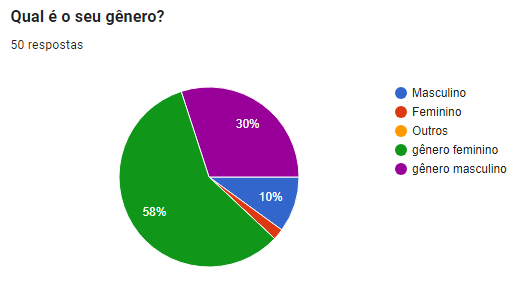 Qual é o seu gênero?
50 respostas
Masculino
Feminino
Outros
gênero feminino
gênero masculino
30%
10%
58%